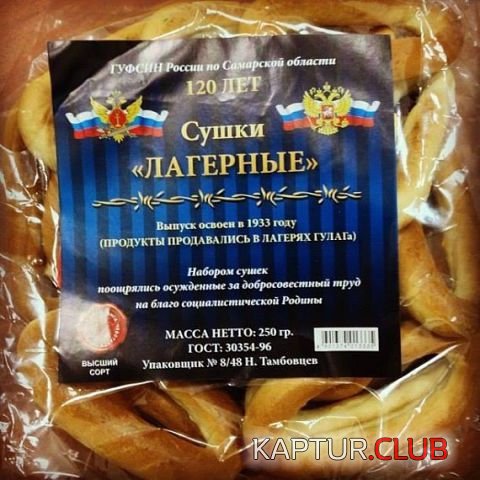 ГУФСИН России по Самарской области
120 ЛЕТ
Сушки
«ЛАГЕРНЫЕ»
Выпуск освоен в 1933 году
(ПРОДУКТЫ ПРОДАВАЛИСЬ В ЛАГЕРЯХ ГУЛАГа)
Набором сушек
поощрялись осужденные за добросовестный труд
на благо социалистической Родины
МАССА НЕТТО: 250 гр.
ГОСТ: 30354-96
Упаковщик № 8/48 Н. Тамбовцев
ВЫСШИЙ
СОРТ
KAPTUR.CLUB